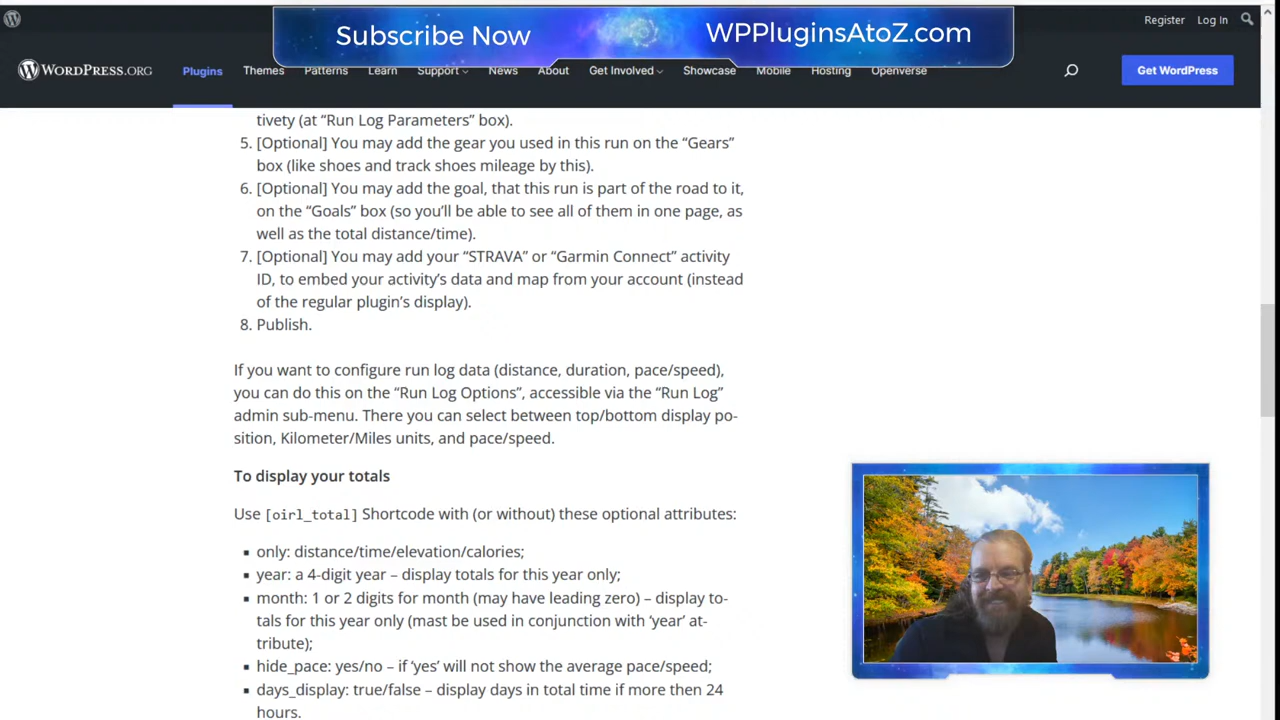 Register Log In
Subscribe Now WPPluginsAtoZ.com
WORDPRESS.ORG Plugins Themes Patterns Learn Support News About Get Involved Showcase Mobile Hosting Openverse Get WordPress
tivety (at “Run Log Parameters” box).
5. [Optional] You may add the gear you used in this run on the “Gears”
box (like shoes and track shoes mileage by this).
6. [Optional] You may add the goal, that this run is part of the road to it,
on the “Goals” box (so you’ll be able to see all of them in one page, as
well as the total distance/time).
7. [Optional] You may add your “STRAVA” or “Garmin Connect” activity
ID, to embed your activity’s data and map from your account (instead
of the regular plugin’s display).
8. Publish.
If you want to configure run log data (distance, duration, pace/speed),
you can do this on the “Run Log Options”, accessible via the “Run Log”
admin sub-menu. There you can select between top/bottom display po-
sition, Kilometer/Miles units, and pace/speed.
To display your totals
Use [oirl_total] Shortcode with (or without) these optional attributes:
▪ only: distance/time/elevation/calories;
▪ year: a 4-digit year – display totals for this year only;
▪ month: 1 or 2 digits for month (may have leading zero) – display to-
tals for this year only (mast be used in conjunction with ‘year’ at-
tribute);
▪ hide_pace: yes/no – if ‘yes’ will not show the average pace/speed;
▪ days_display: true/false – display days in total time if more then 24
hours.